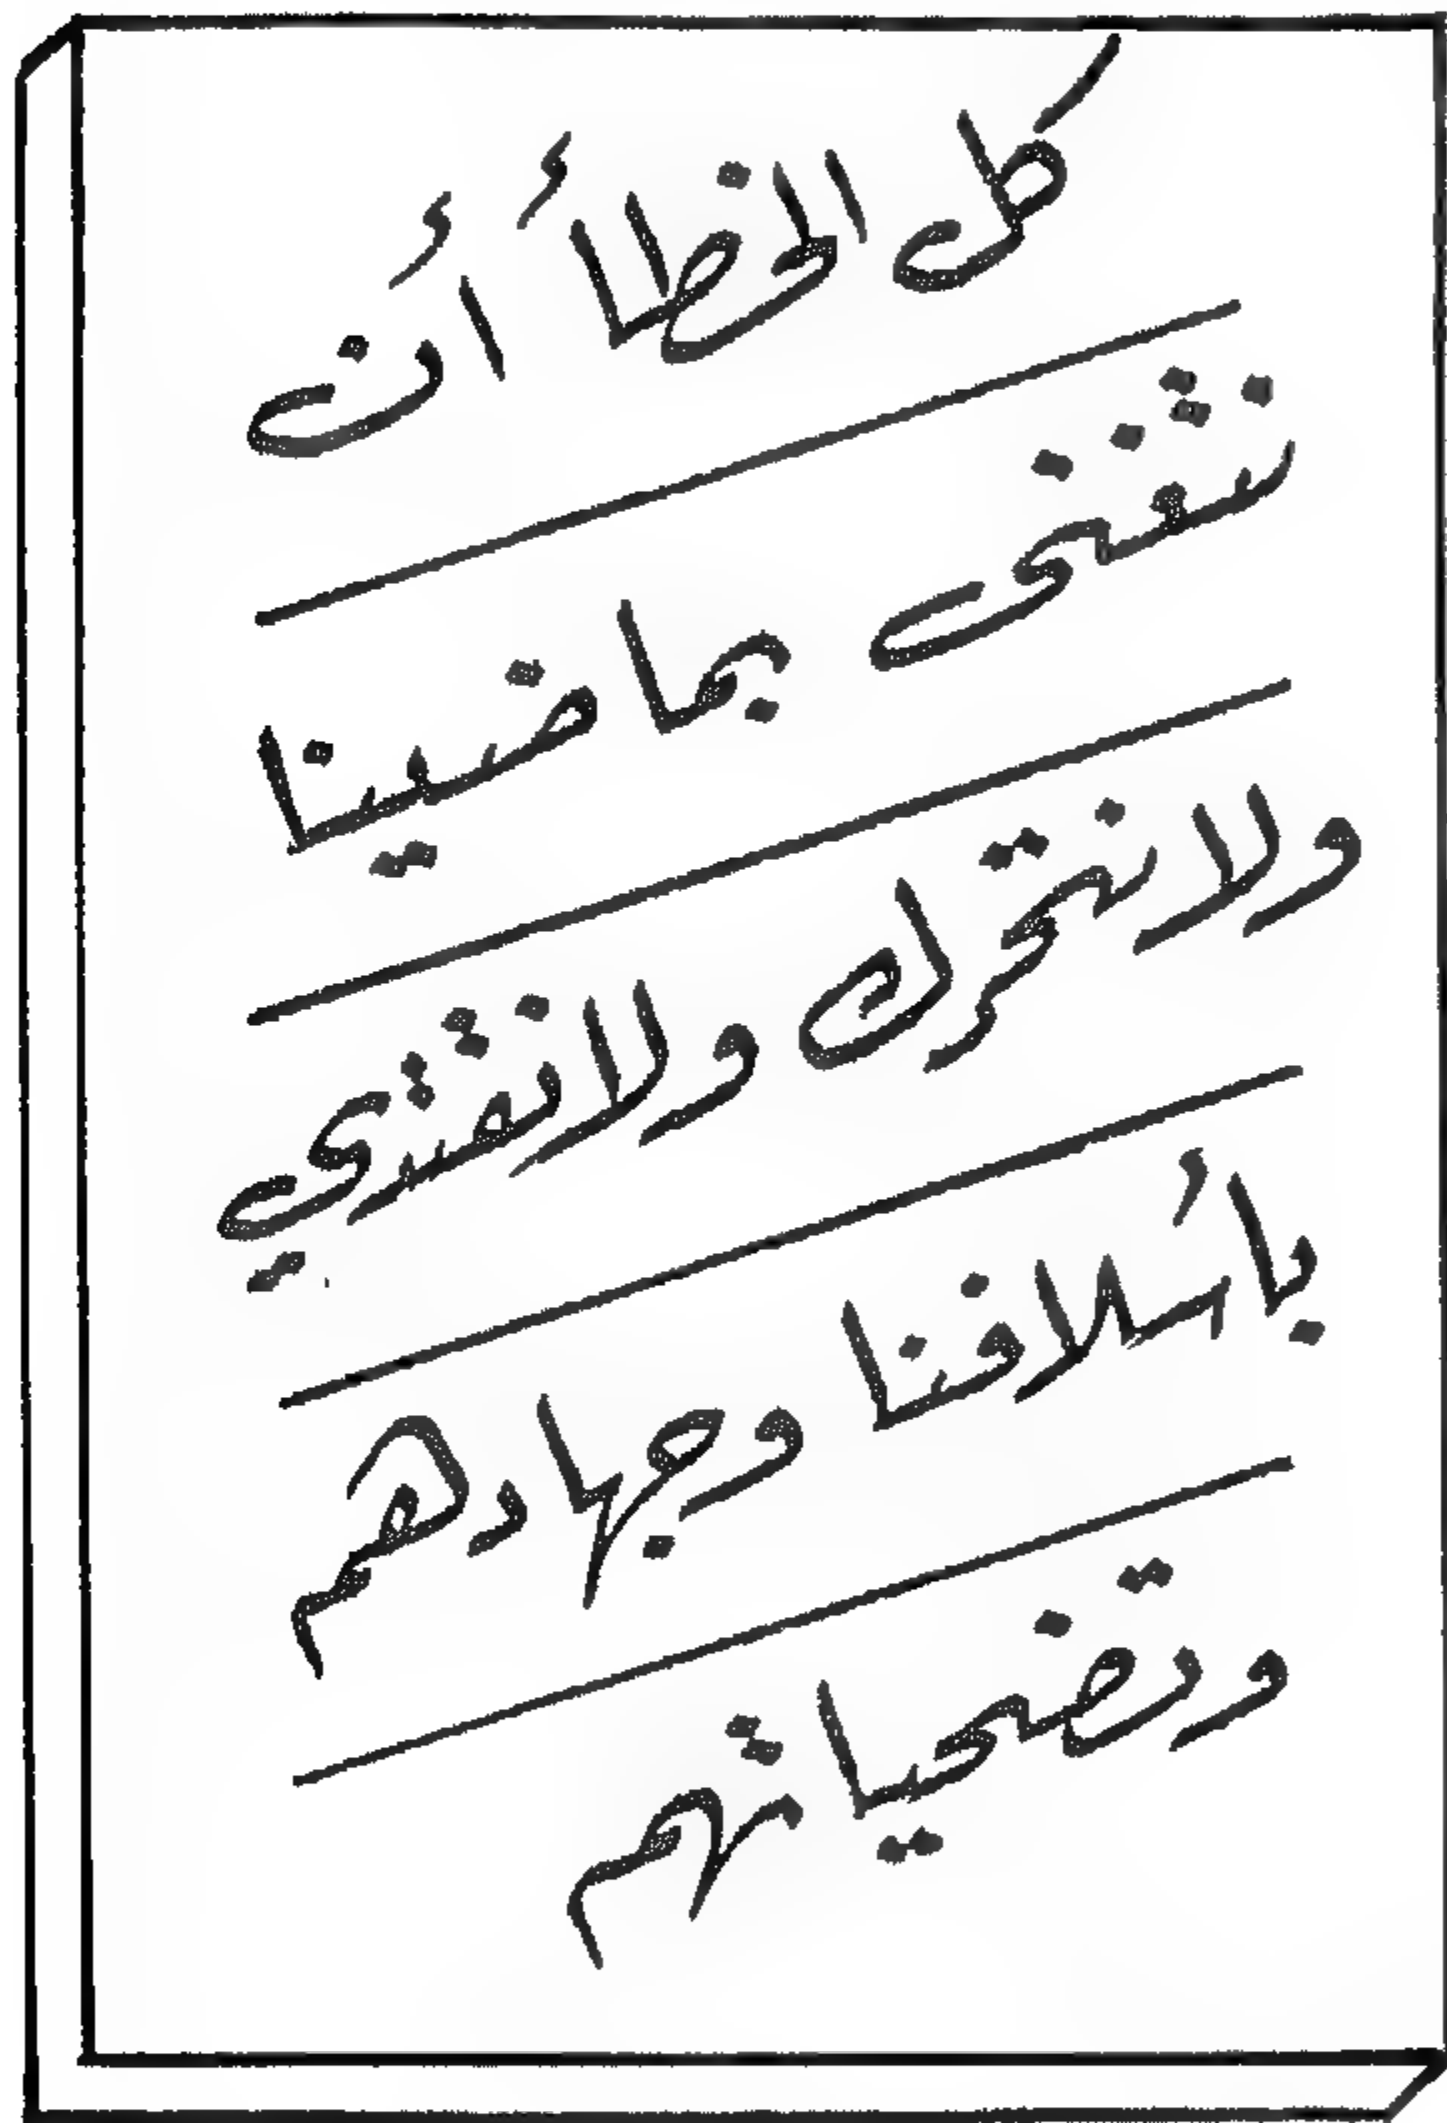 كل الخطأ أن
نتغنى بماضينا
ولا نتحرك ولا نقتدي
بأسلافنا وجهادهم
وتضحياتهم